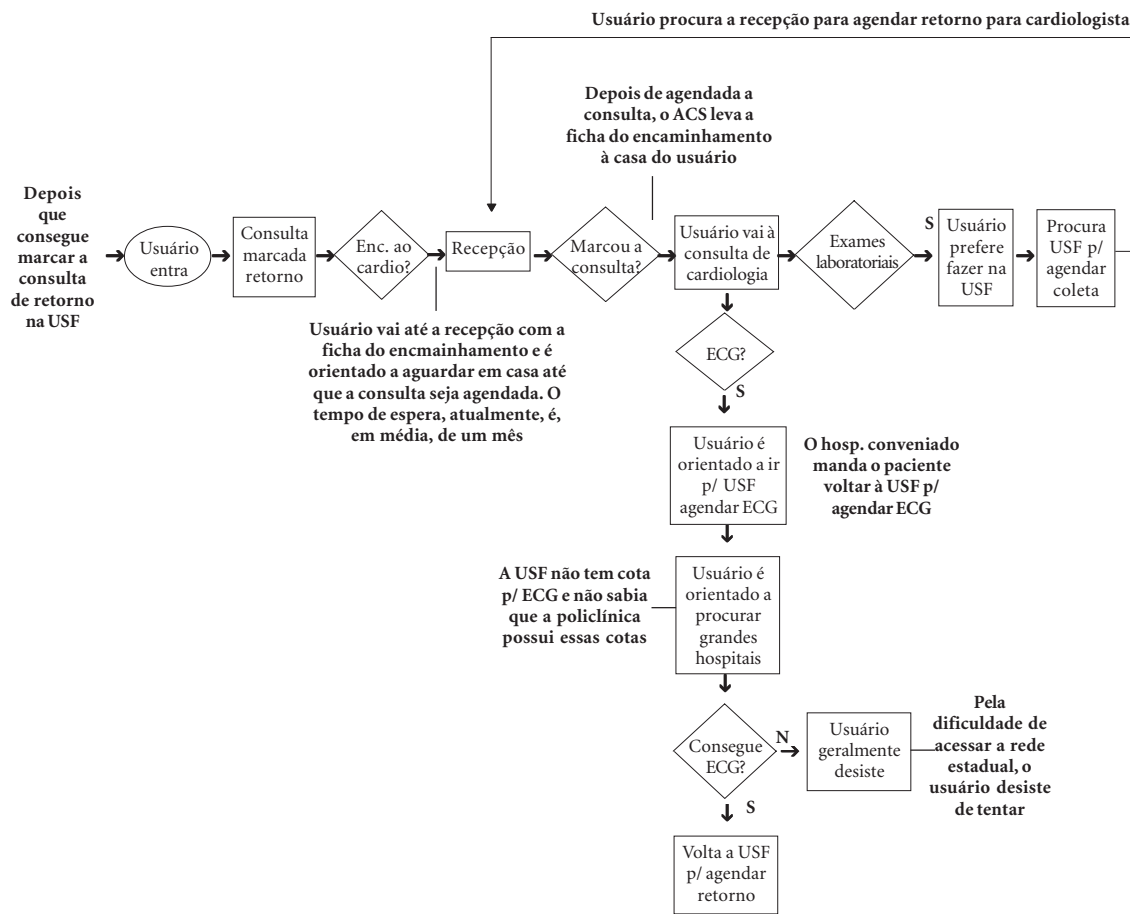 Usuário procura a recepção para agendar retorno para cardiologista
Depois de agendada a
consulta, o ACS leva a
ficha do encaminhamento
à casa do usuário
Depois
que
consegue
marcar a
consulta
de retorno
na USF
Usuário
entra
Consulta
marcada
retorno
Enc. ao
cardio?
Recepção
Marcou a
consulta?
Usuário vai à
consulta de
cardiologia
Exames
laboratoriais
S
Usuário
prefere
fazer na
USF
Procura
USF p/
agendar
coleta
Usuário vai até a recepção com a
ficha do encmainhamento e é
orientado a aguardar em casa até
que a consulta seja agendada. O
tempo de espera, atualmente, é,
em média, de um mês
ECG?
S
Usuário é
orientado a ir
p/ USF
agendar ECG
O hosp. conveniado
manda o paciente
voltar à USF p/
agendar ECG
A USF não tem cota
p/ ECG e não sabia
que a policlínica
possui essas cotas
Usuário é
orientado a
procurar
grandes
hospitais
Consegue
ECG?
N
Usuário
geralmente
desiste
Pela
dificuldade de
acessar a rede
estadual, o
usuário desiste
de tentar
S
Volta a USF
p/ agendar
retorno